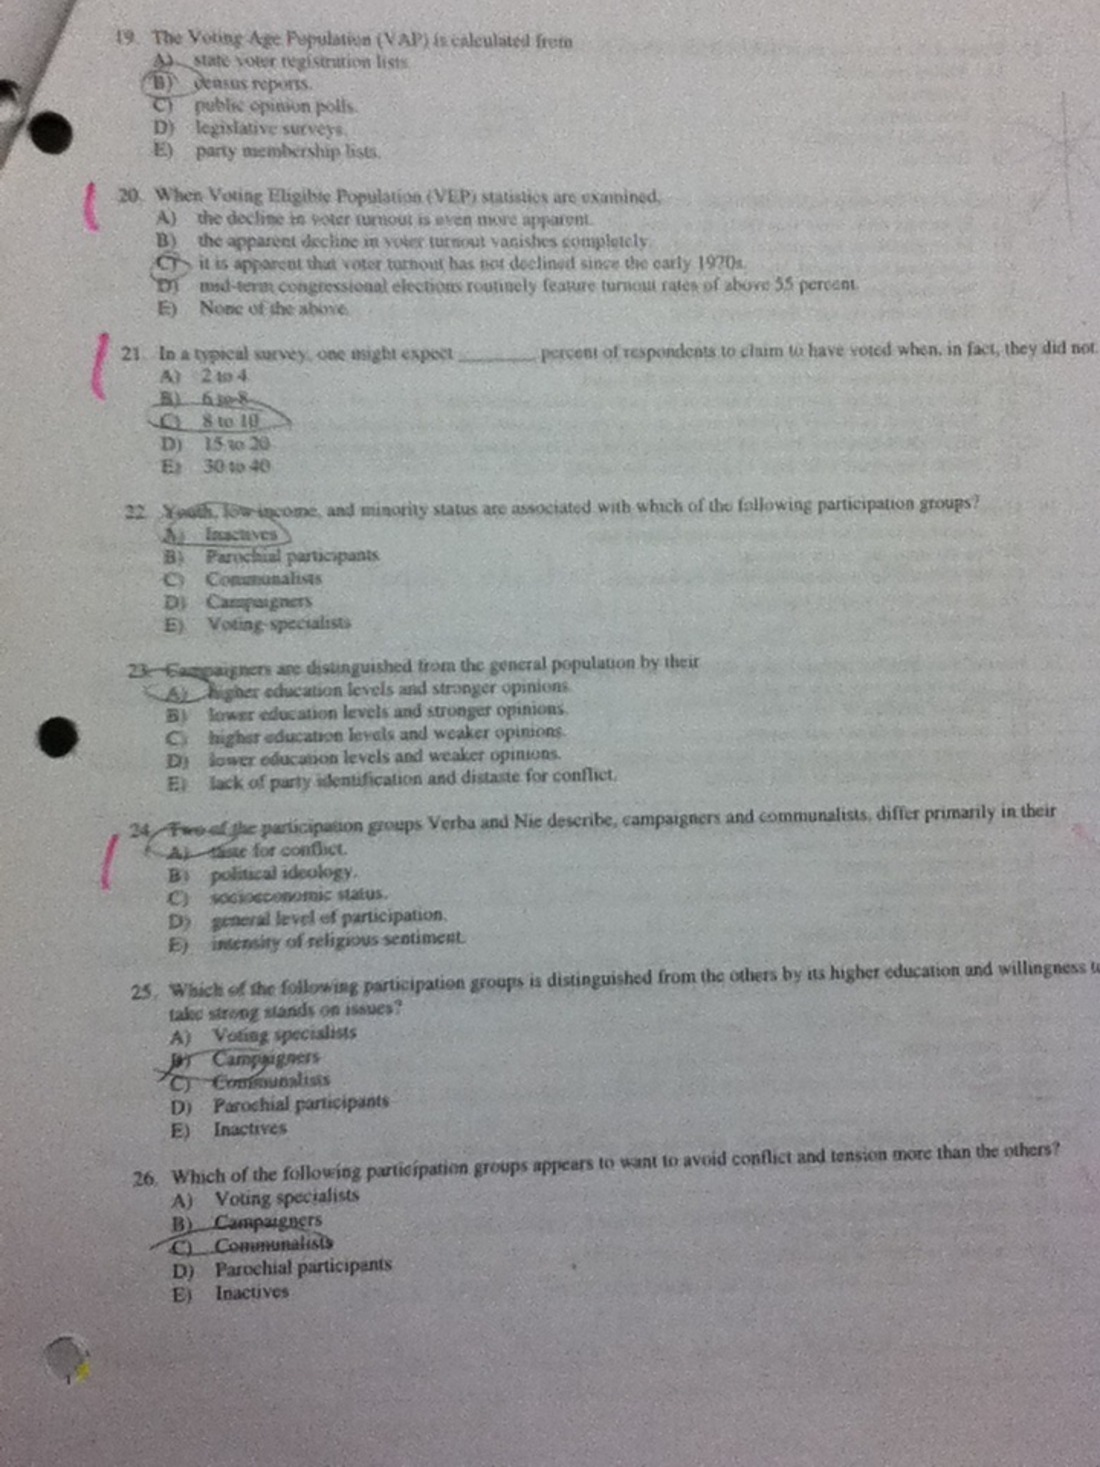 19. The Voting Age Population (VAP) is calculated from
A) state voter registration lists.
B) census reports.
C) public opinion polls.
D) legislative surveys.
E) party membership lists.
20. When Voting Eligible Population (VEP) statistics are examined,
A) the decline in voter turnout is even more apparent.
B) the apparent decline in voter turnout vanishes completely.
C) it is apparent that voter turnout has not declined since the early 1970s.
D) mid-term congressional elections routinely feature turnout rates of above 55 percent.
E) None of the above.
21. In a typical survey, one might expect ________ percent of respondents to claim to have voted when, in fact, they did not.
A) 2 to 4
B) 6 to 8
C) 8 to 10
D) 15 to 20
E) 30 to 40
22. Youth, low-income, and minority status are associated with which of the following participation groups?
A) Inactives
B) Parochial participants
C) Communalists
D) Campaigners
E) Voting specialists
23. Campaigners are distinguished from the general population by their
A) higher education levels and stronger opinions.
B) lower education levels and stronger opinions.
C) higher education levels and weaker opinions.
D) lower education levels and weaker opinions.
E) lack of party identification and distaste for conflict.
24. Two of the participation groups Verba and Nie describe, campaigners and communalists, differ primarily in their
A) taste for conflict.
B) political ideology.
C) socioeconomic status.
D) general level of participation.
E) intensity of religious sentiment.
25. Which of the following participation groups is distinguished from the others by its higher education and willingness to
take strong stands on issues?
A) Voting specialists
B) Campaigners
C) Communalists
D) Parochial participants
E) Inactives
26. Which of the following participation groups appears to want to avoid conflict and tension more than the others?
A) Voting specialists
B) Campaigners
C) Communalists
D) Parochial participants
E) Inactives